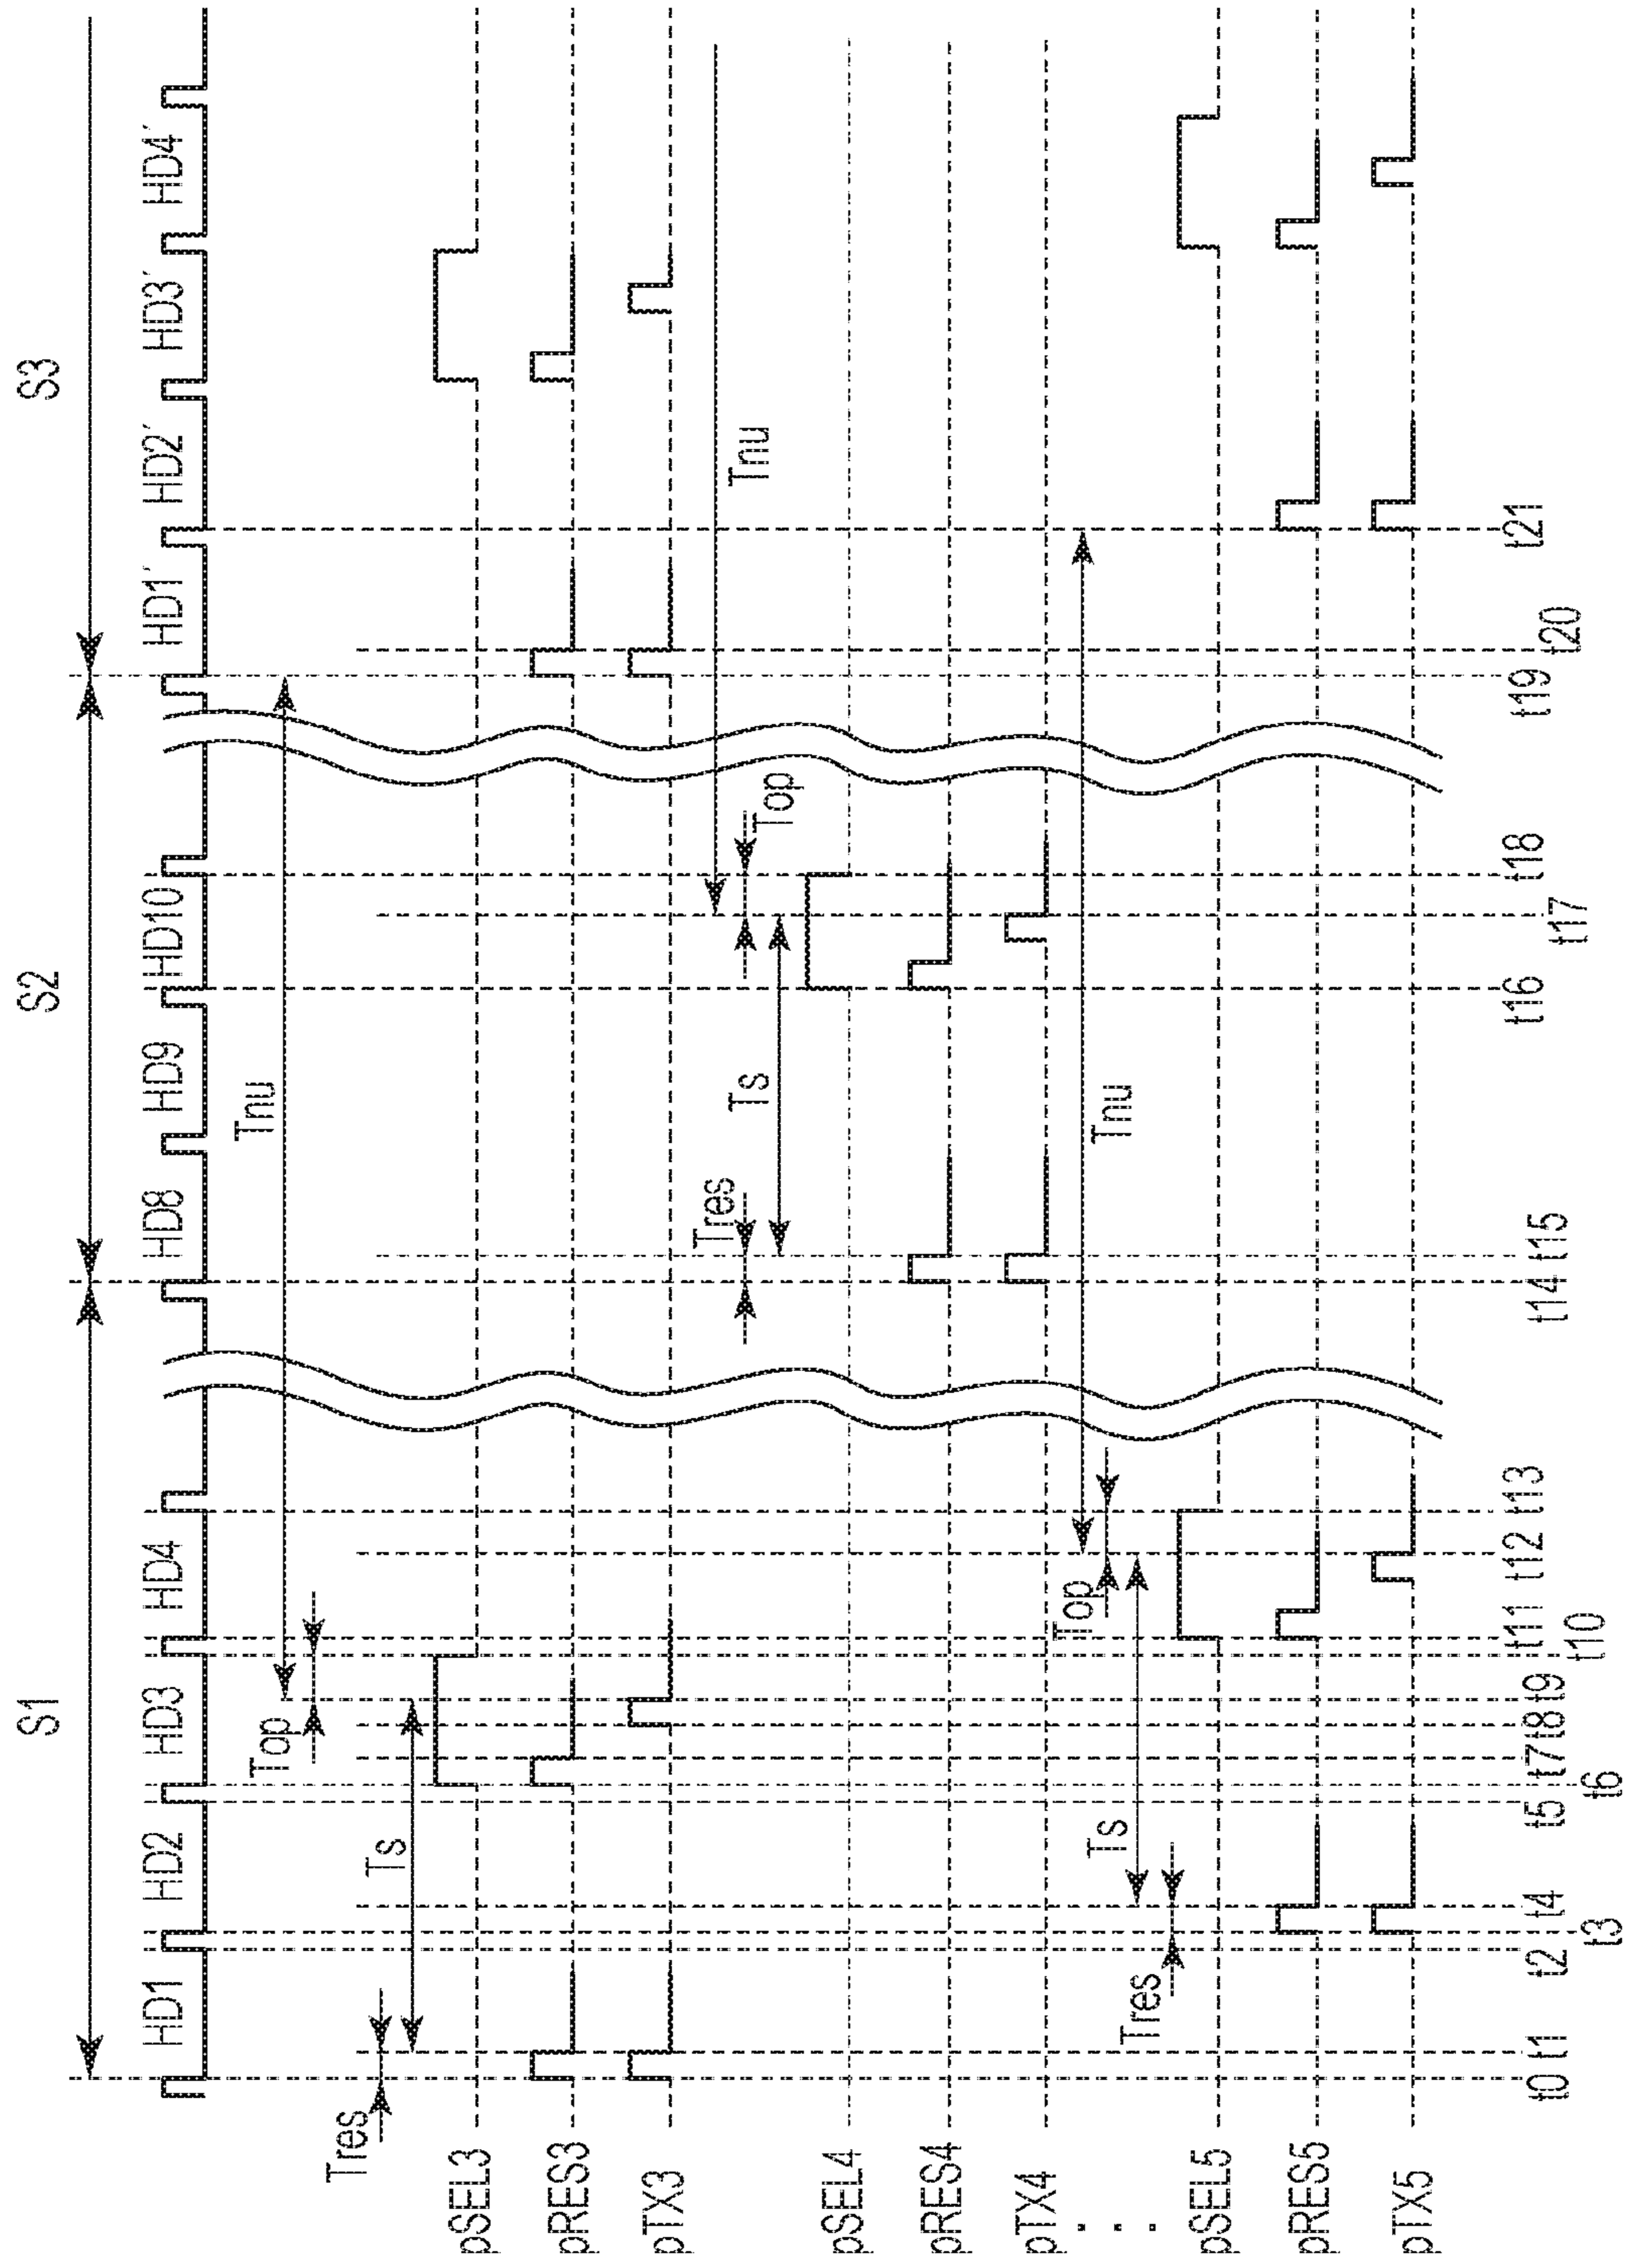 S1 S2 S3
HD1 HD2 HD3 HD4 HD8 HD9 HD10 HD1´ HD2´ HD3´ HD4´
Tnu
Top
Tres
Ts
pSEL3
pRES3
pTX3
Tnu
Tres
Ts
Top
pSEL4
pRES4
pTX4
Tnu
Top
Ts
Tres
. . .
pSEL5
pRES5
pTX5
t0 t1 t2 t3 t4 t5 t6 t7 t8 t9 t10 t11 t12 t13 t14 t15 t16 t17 t18 t19 t20 t21